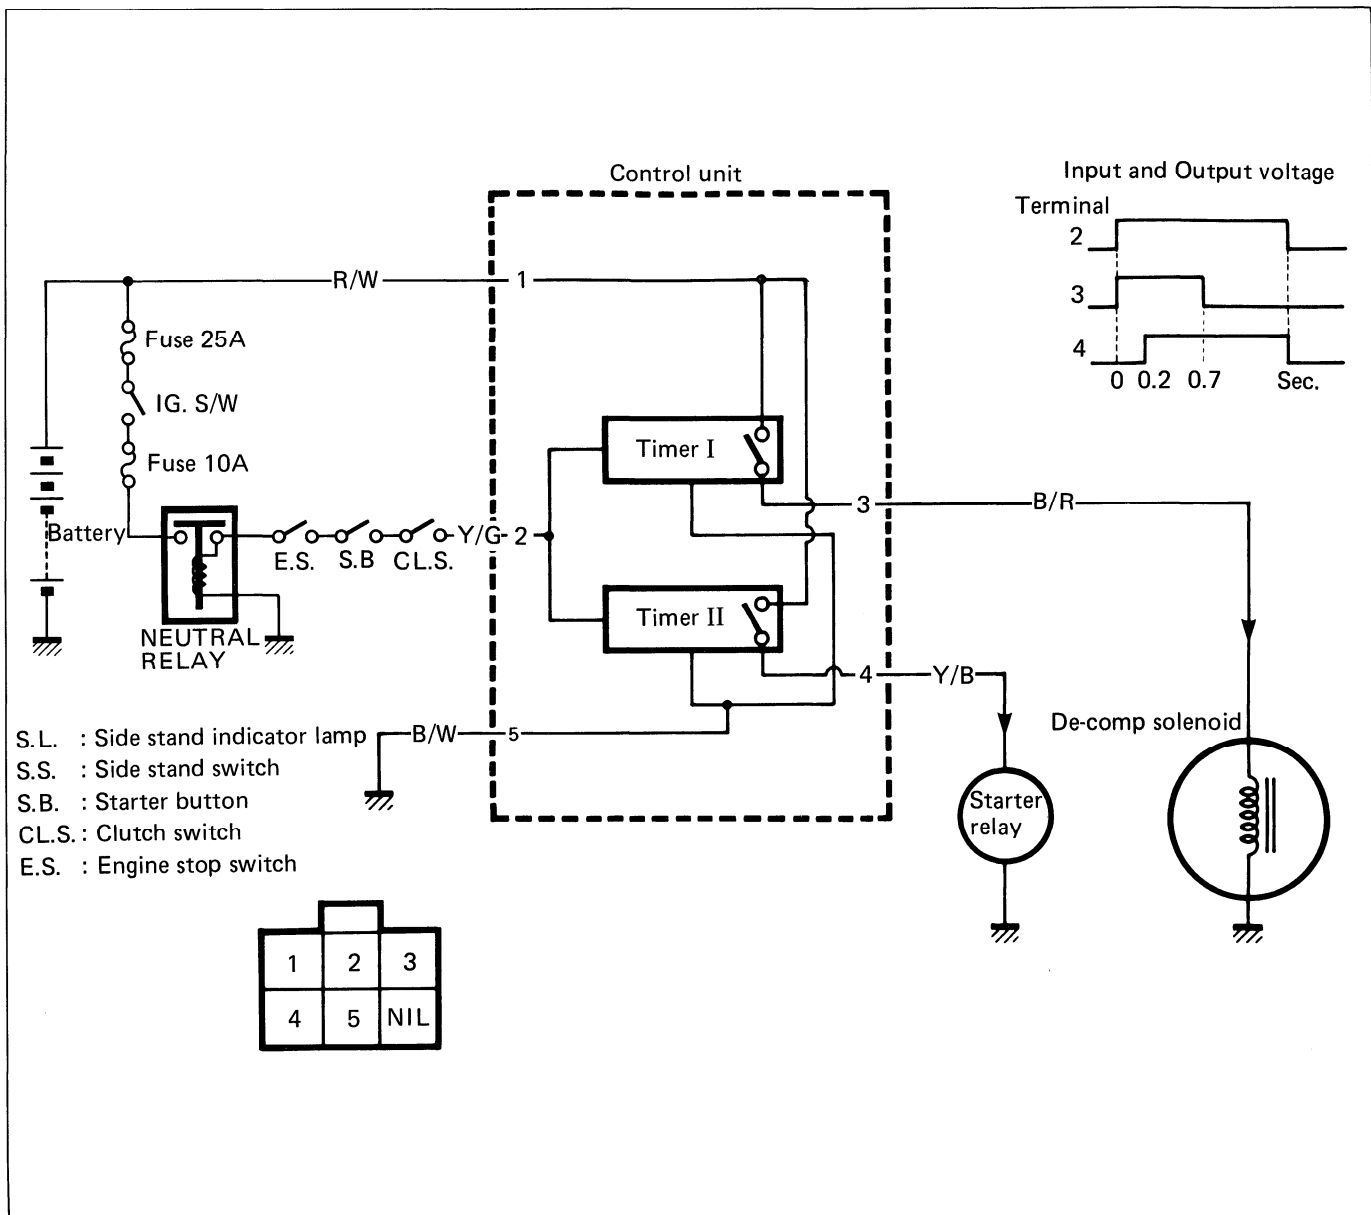 Control unit
Input and Output voltage
Terminal
2
3
4
0 0.2 0.7 Sec.
R/W
1
Fuse 25A
IG. S/W
Fuse 10A
Battery
NEUTRAL
RELAY
E.S. S.B CL.S.
Y/G
2
Timer I
3
B/R
Timer II
4
Y/B
B/W
5
De-comp solenoid
Starter
relay
S.L. : Side stand indicator lamp
S.S. : Side stand switch
S.B. : Starter button
CL.S. : Clutch switch
E.S. : Engine stop switch
1 2 3
4 5 NIL